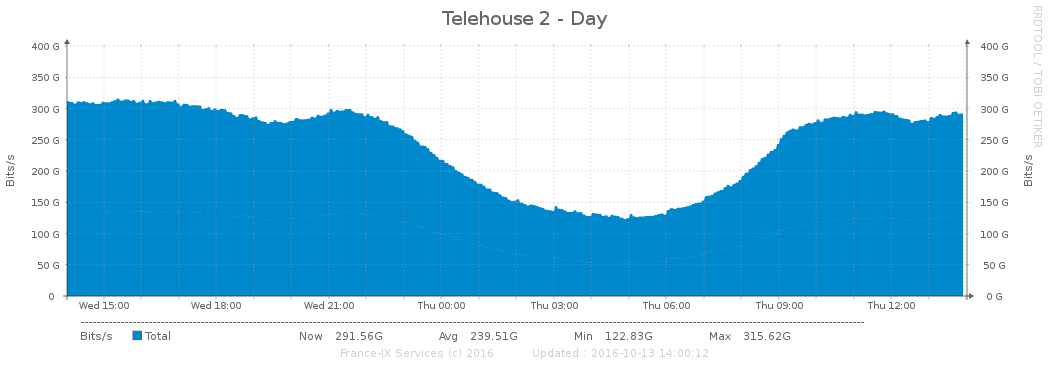 Telehouse 2 - Day
RRDTOOL / TOBI OETIKER
Bits/s
400 G 400 G
350 G 350 G
300 G 300 G
250 G 250 G
200 G 200 G
150 G 150 G
100 G 100 G
50 G 50 G
0 0 G
Bits/s
Wed 15:00 Wed 18:00 Wed 21:00 Thu 00:00 Thu 03:00 Thu 06:00 Thu 09:00 Thu 12:00
Bits/s Total Now 291.56G Avg 239.51G Min 122.83G Max 315.62G
France-IX Services (c) 2016 Updated : 2016-10-13 14:00:12